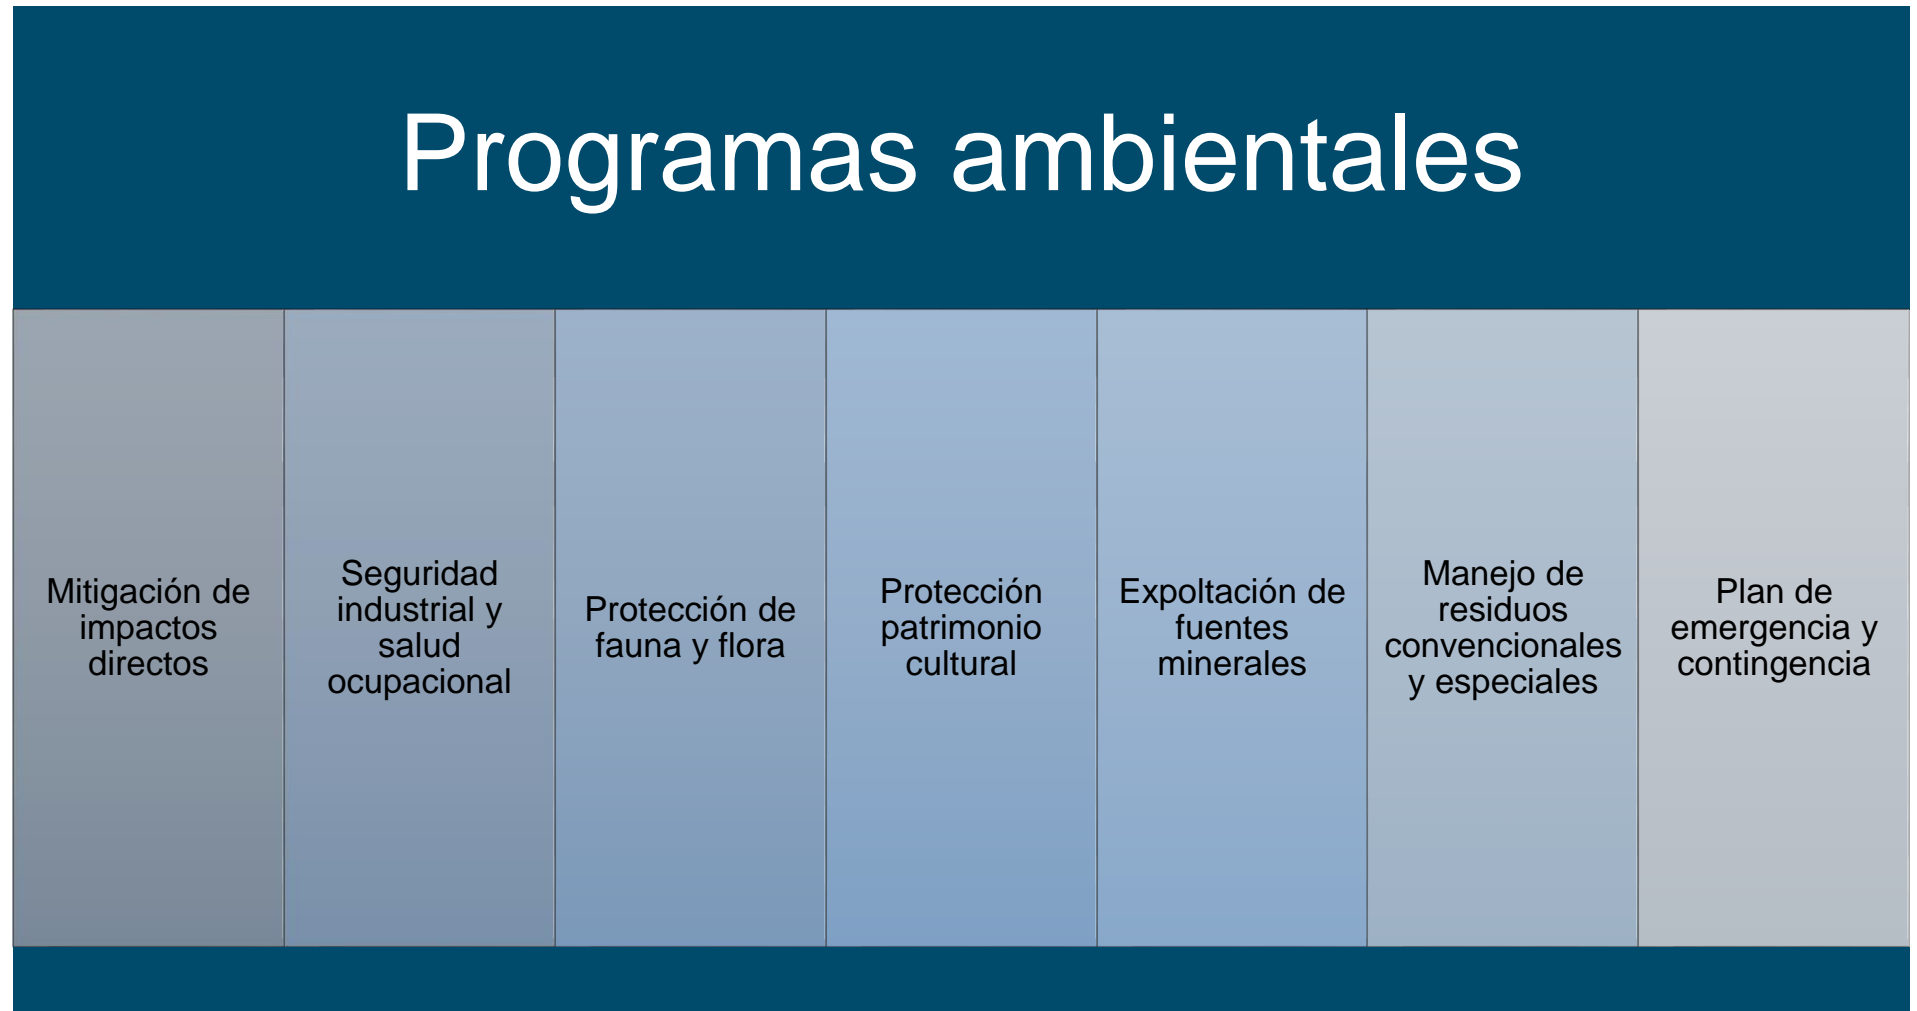 Programas ambientales
Mitigación de
impactos
directos
Seguridad
industrial y
salud
ocupacional
Protección de
fauna y flora
Protección
patrimonio
cultural
Expoltación de
fuentes
minerales
Manejo de
residuos
convencionales
y especiales
Plan de
emergencia y
contingencia